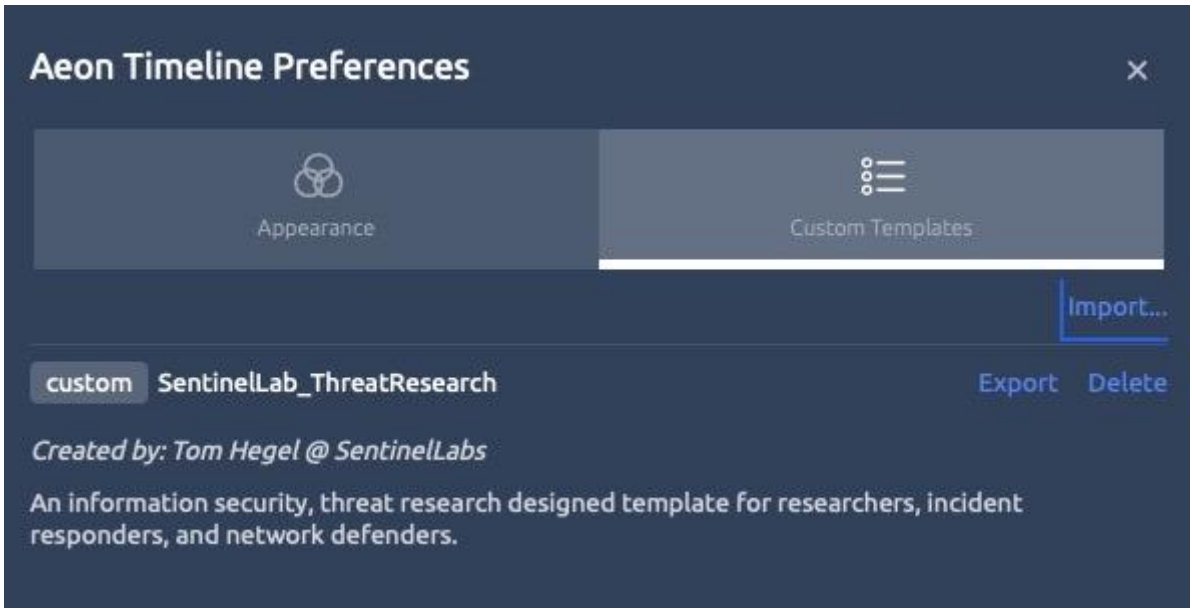 Aeon Timeline Preferences ×
Appearance
Custom Templates
Import...
custom SentinelLab_ThreatResearch Export Delete
Created by: Tom Hegel @ SentinelLabs
An information security, threat research designed template for researchers, incident
responders, and network defenders.